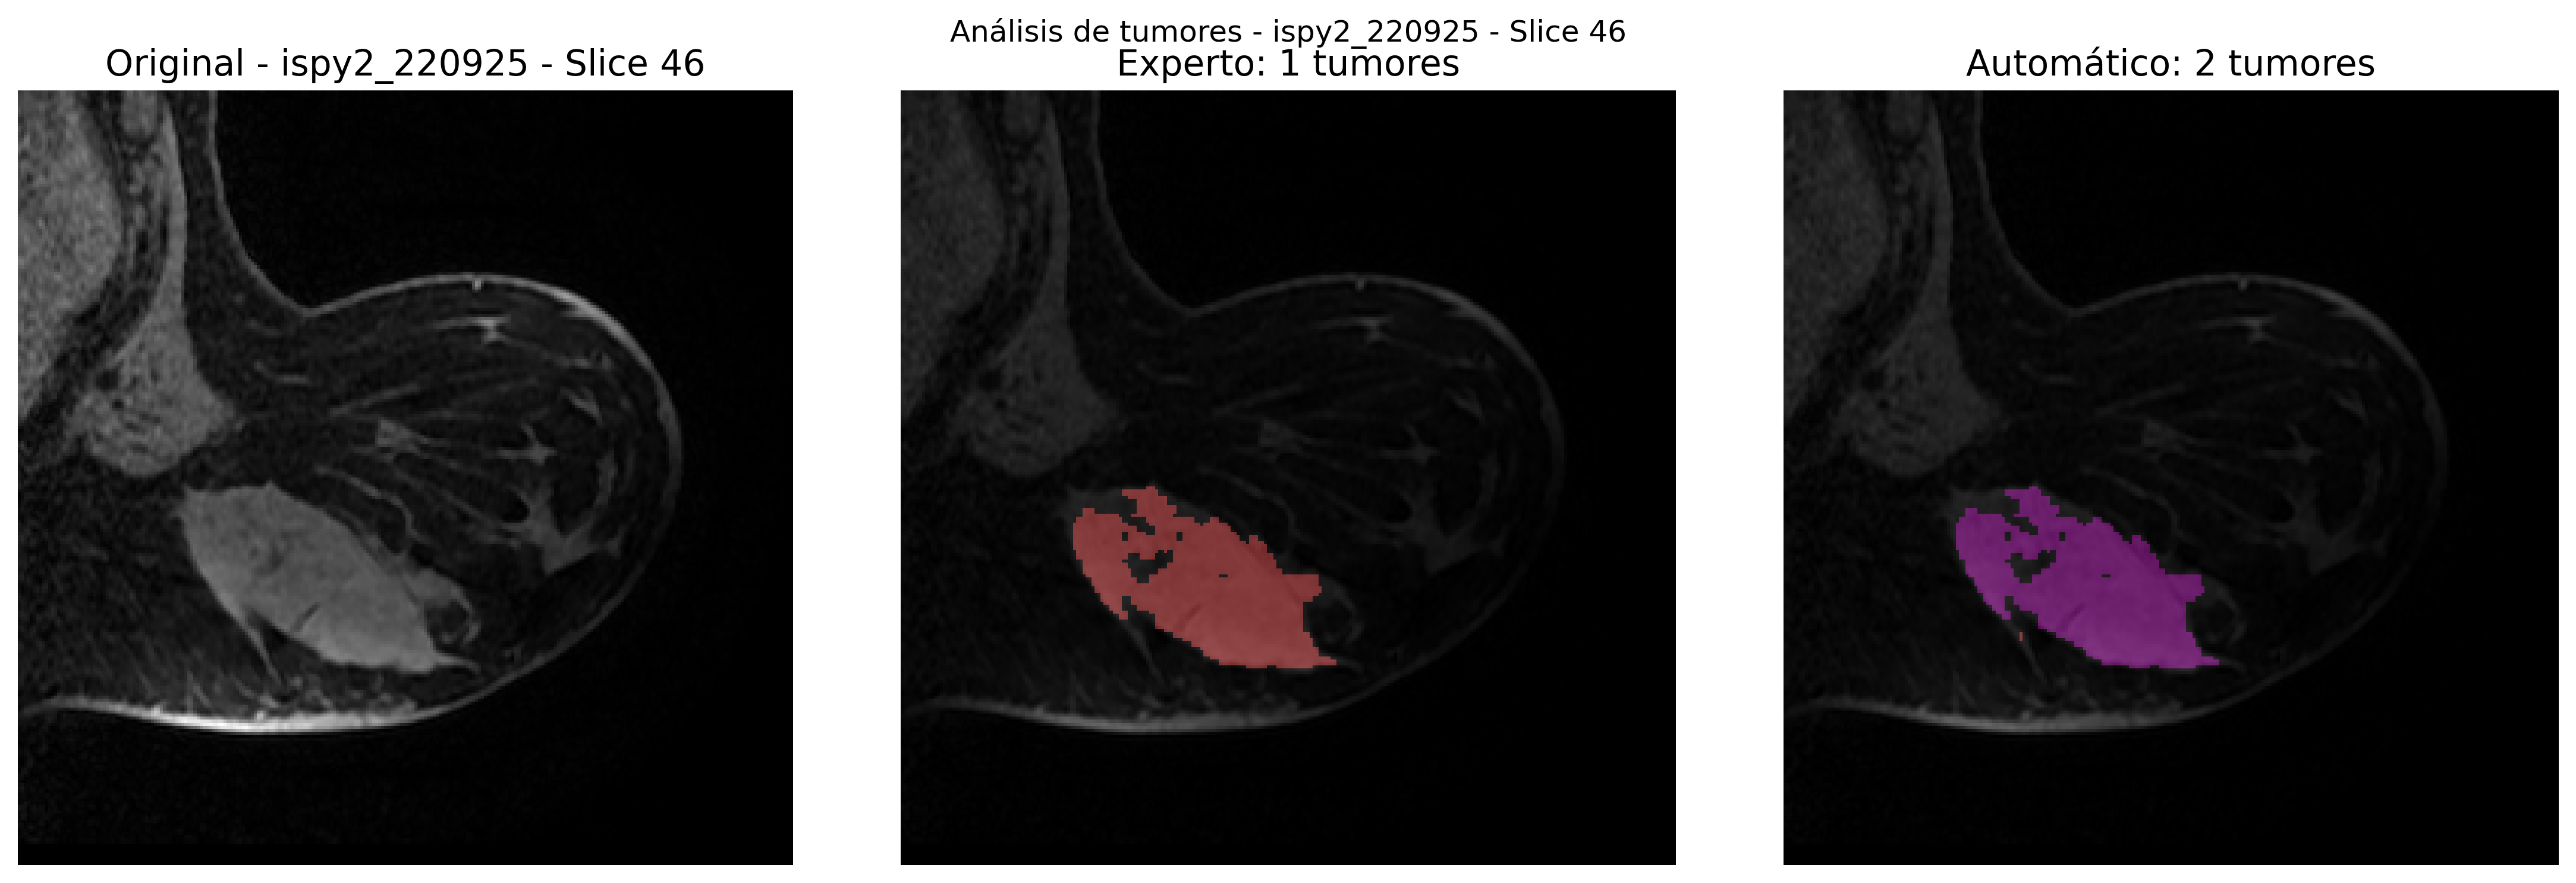 Análisis de tumores - ispy2_220925 - Slice 46
Original - ispy2_220925 - Slice 46
Experto: 1 tumores
Automático: 2 tumores